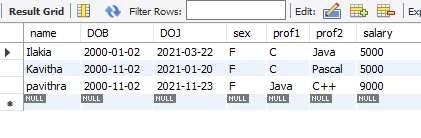 Result Grid Filter Rows: Edit: Exp
name DOB DOJ sex prof1 prof2 salary
Ilakia 2000-01-02 2021-03-22 F C Java 5000
Kavitha 2000-11-02 2021-01-20 F C Pascal 5000
pavithra 2000-11-02 2021-11-23 F Java C++ 9000
NULL NULL NULL NULL NULL NULL NULL